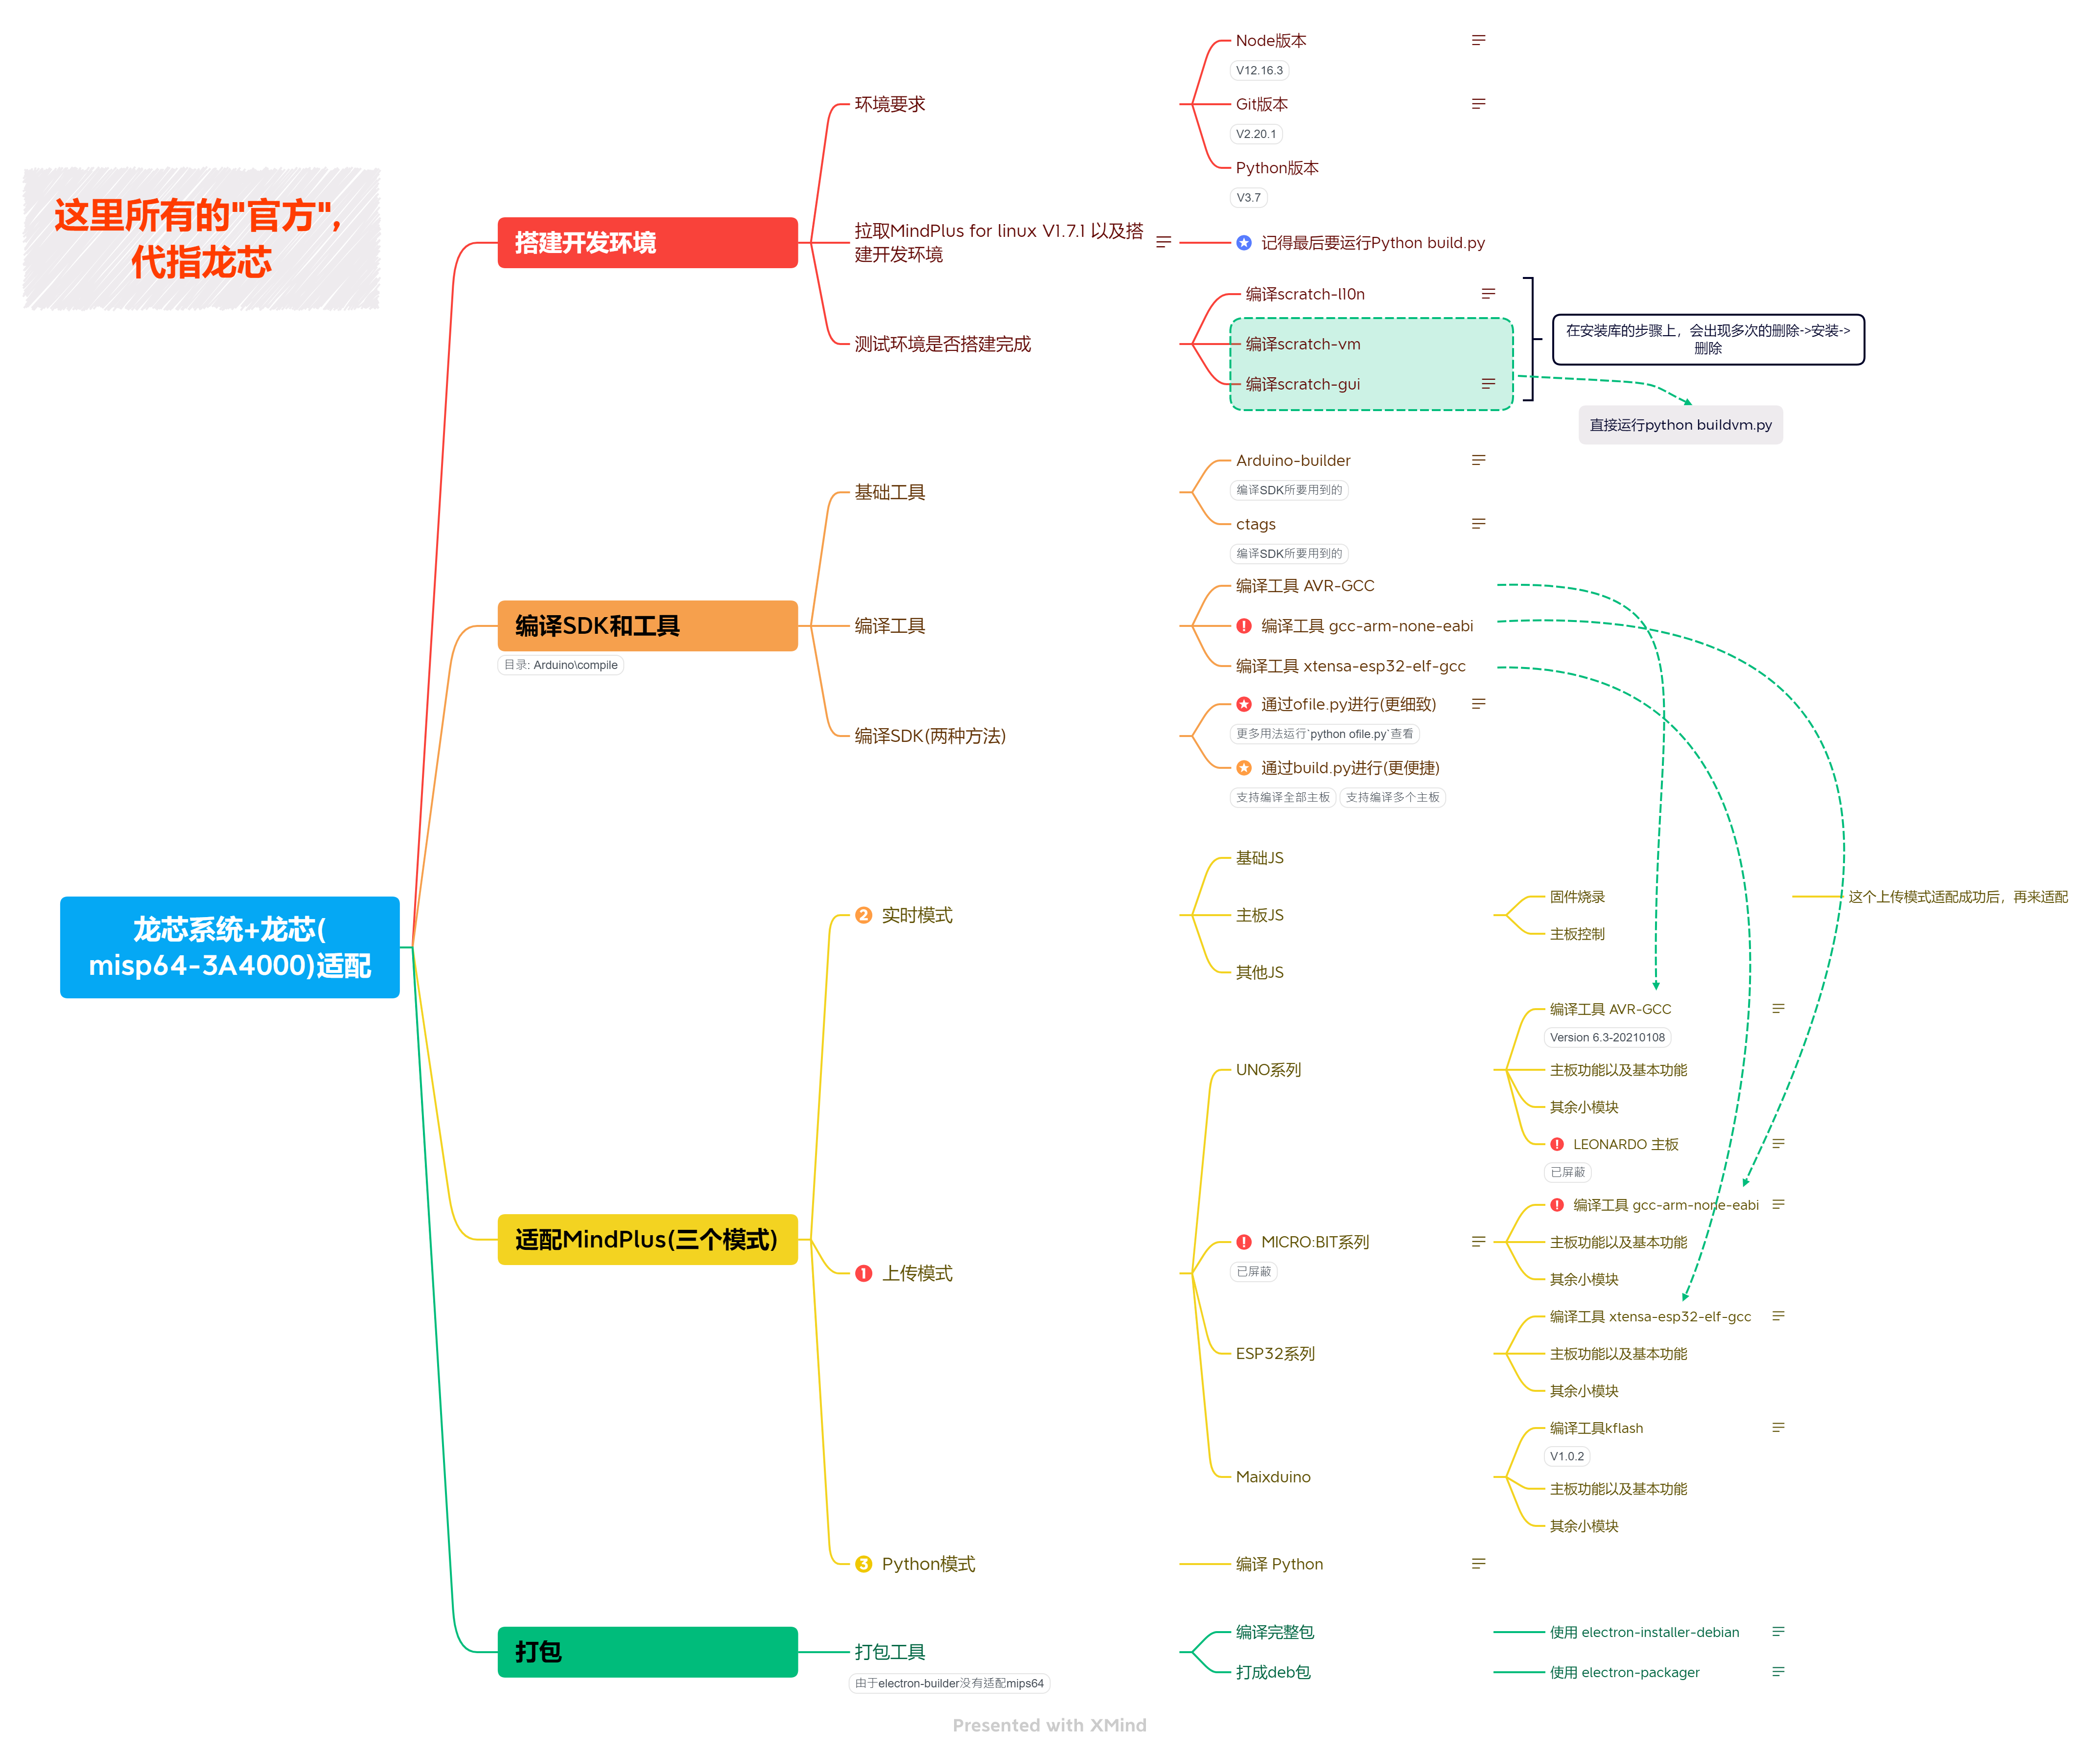 这里所有的"官方",
代指龙芯
龙芯系统+龙芯(
misp64-3A4000)适配
搭建开发环境
环境要求
Node版本
V12.16.3
Git版本
V2.20.1
Python版本
V3.7
拉取MindPlus for linux V1.7.1 以及搭
建开发环境
记得最后要运行Python build.py
测试环境是否搭建完成
编译scratch-l10n
编译scratch-vm
编译scratch-gui
在安装库的步骤上，会出现多次的删除->安装->
删除
直接运行python buildvm.py
编译SDK和工具
目录: Arduino\compile
基础工具
Arduino-builder
编译SDK所要用到的
ctags
编译SDK所要用到的
编译工具
编译工具 AVR-GCC
编译工具 gcc-arm-none-eabi
编译工具 xtensa-esp32-elf-gcc
编译SDK(两种方法)
通过ofile.py进行(更细致)
更多用法运行`python ofile.py`查看
通过build.py进行(更便捷)
支持编译全部主板
支持编译多个主板
适配MindPlus(三个模式)
2 实时模式
基础JS
主板JS
固件烧录
这个上传模式适配成功后，再来适配
主板控制
其他JS
1 上传模式
UNO系列
编译工具 AVR-GCC
Version 6.3-20210108
主板功能以及基本功能
其余小模块
LEONARDO 主板
已屏蔽
MICRO:BIT系列
已屏蔽
编译工具 gcc-arm-none-eabi
主板功能以及基本功能
其余小模块
ESP32系列
编译工具 xtensa-esp32-elf-gcc
主板功能以及基本功能
其余小模块
Maixduino
编译工具kflash
V1.0.2
主板功能以及基本功能
其余小模块
3 Python模式
编译 Python
打包
打包工具
由于electron-builder没有适配mips64
编译完整包
使用 electron-installer-debian
打成deb包
使用 electron-packager
Presented with XMind